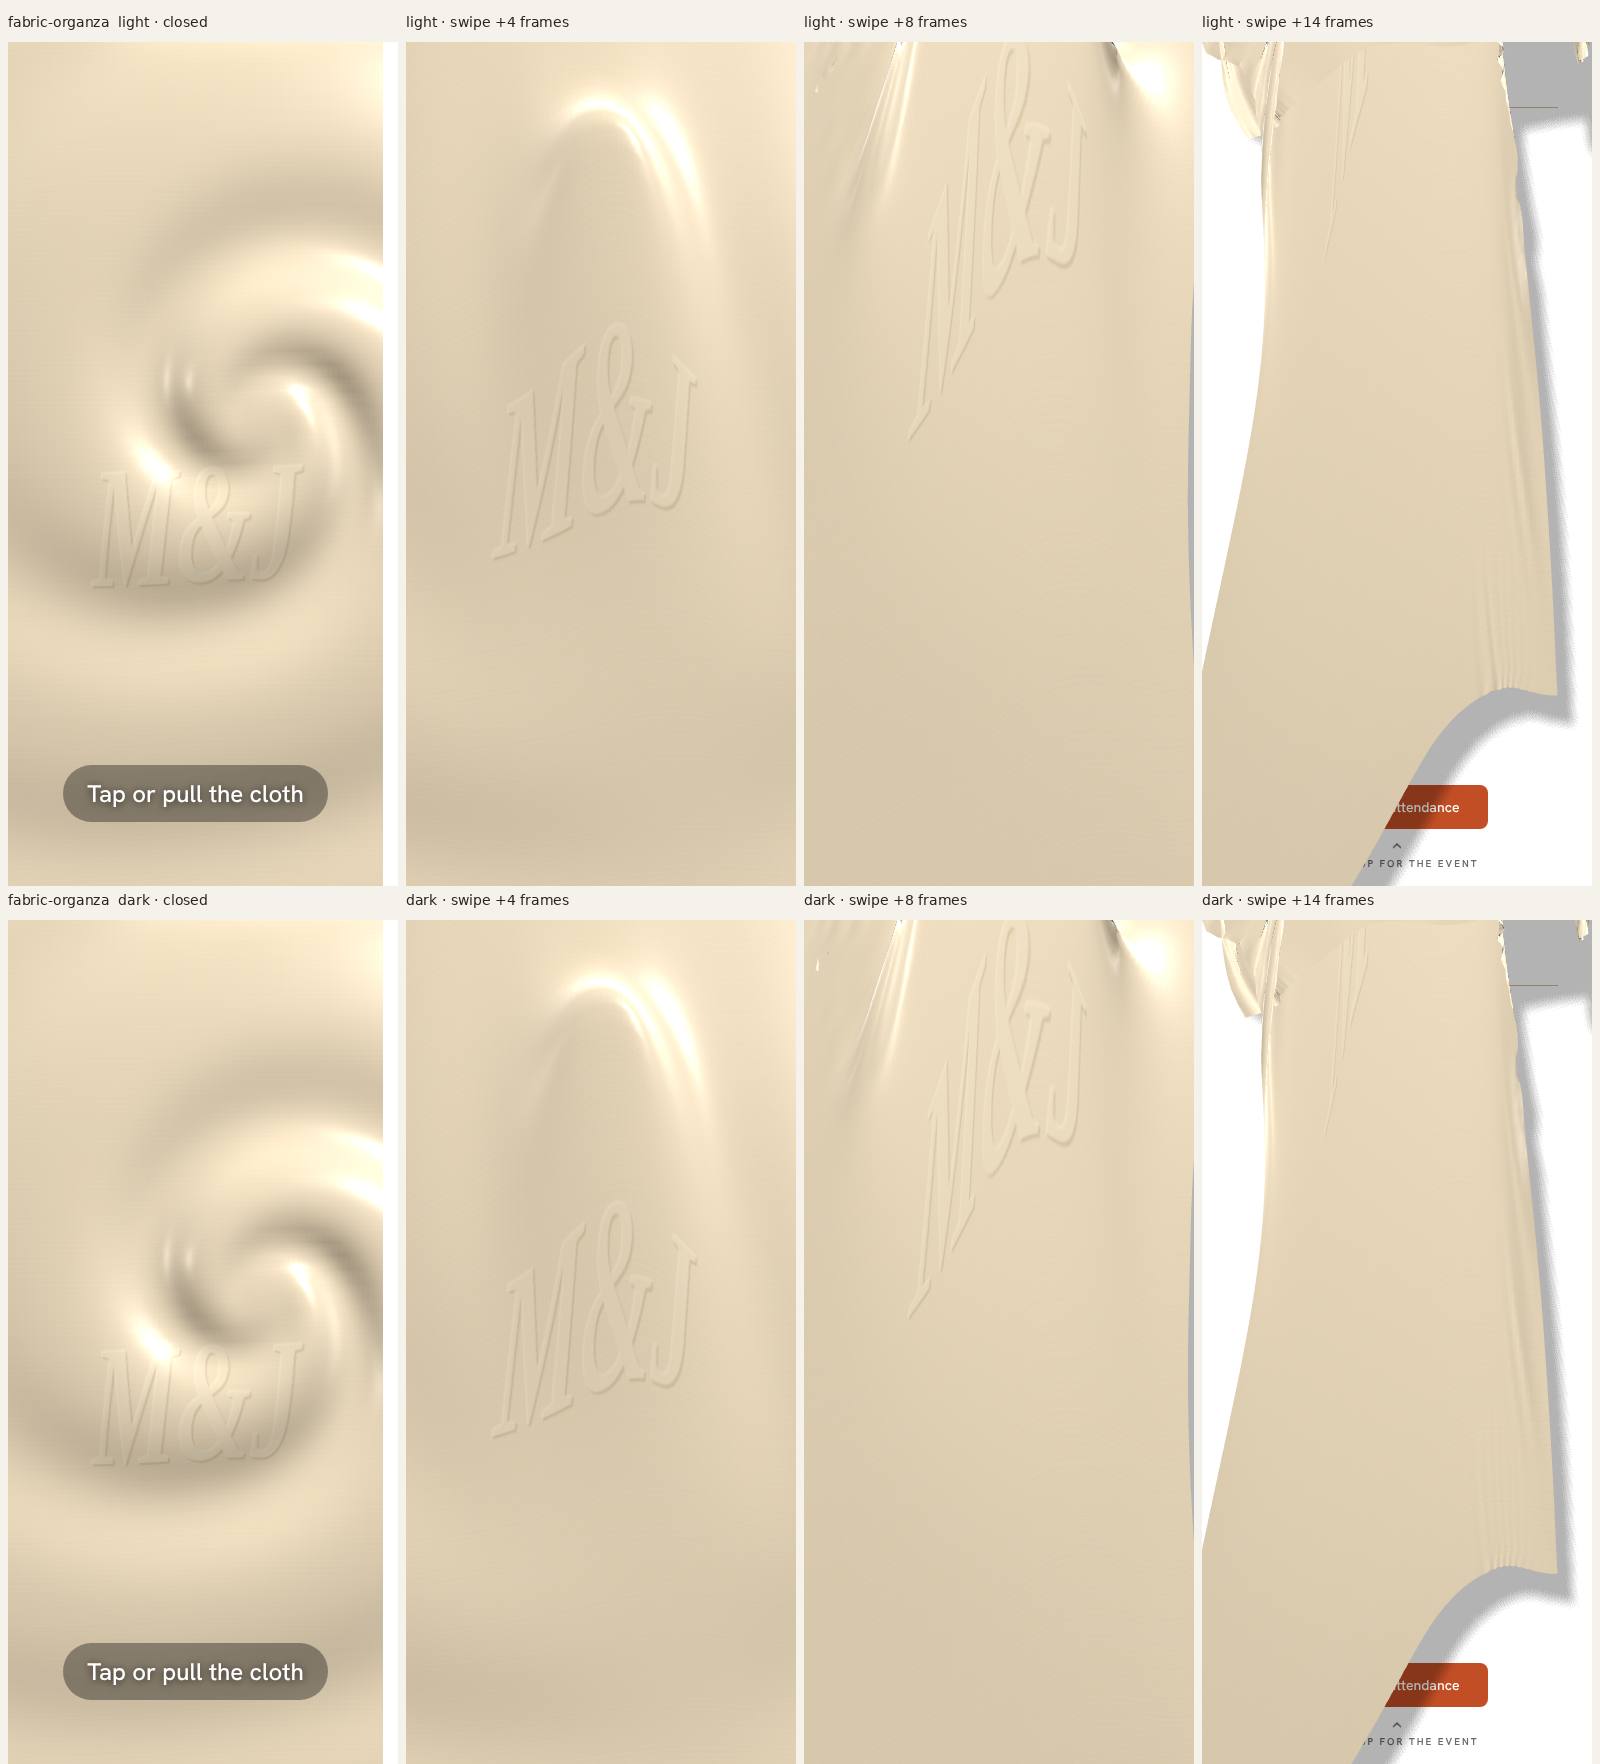 fabric-organza light · closed
light · swipe +4 frames
light · swipe +8 frames
light · swipe +14 frames
M&J
M&J
M&J
Tap or pull the cloth
ttendance
P FOR THE EVENT
fabric-organza dark · closed
dark · swipe +4 frames
dark · swipe +8 frames
dark · swipe +14 frames
M&J
M&J
M&J
Tap or pull the cloth
ttendance
P FOR THE EVENT